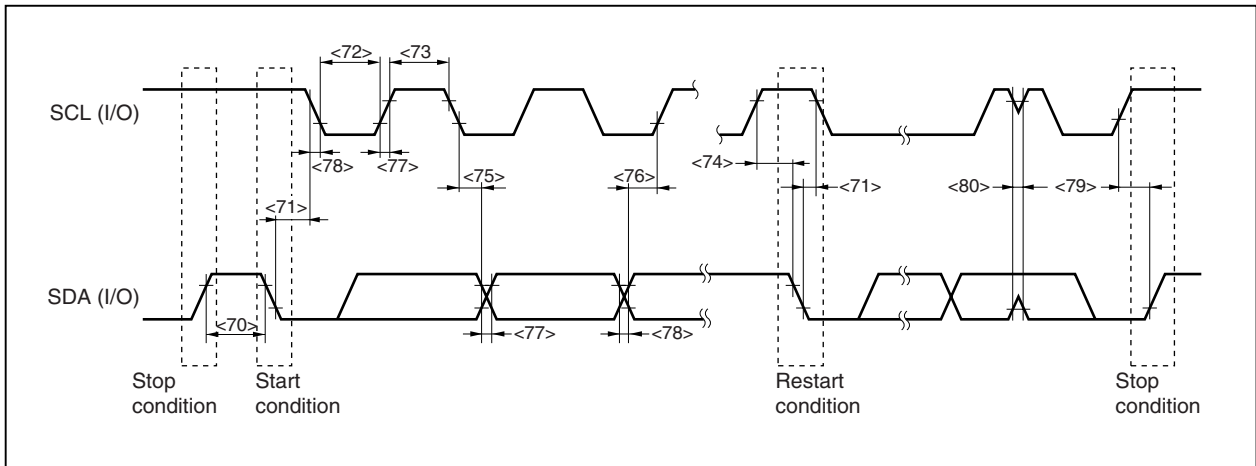 <72>
<73
SCL (I/O)
<78>
<77>
<75>
<76>
<74>
<71>
<80>
<79>
<71>
SDA (I/O)
<70>
<77>
<78>
Stop
condition
Start
condition
Restart
condition
Stop
condition